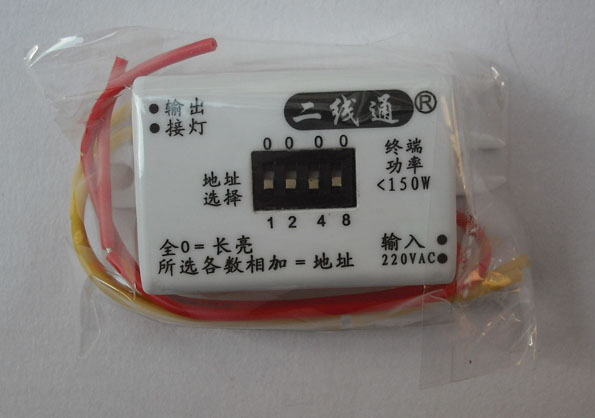 二线通®
输出
接灯
0 0 0 0
地址
选择
1 2 4 8
终端
功率
<150W
全0=长亮
所选各数相加=地址
输入
220VAC